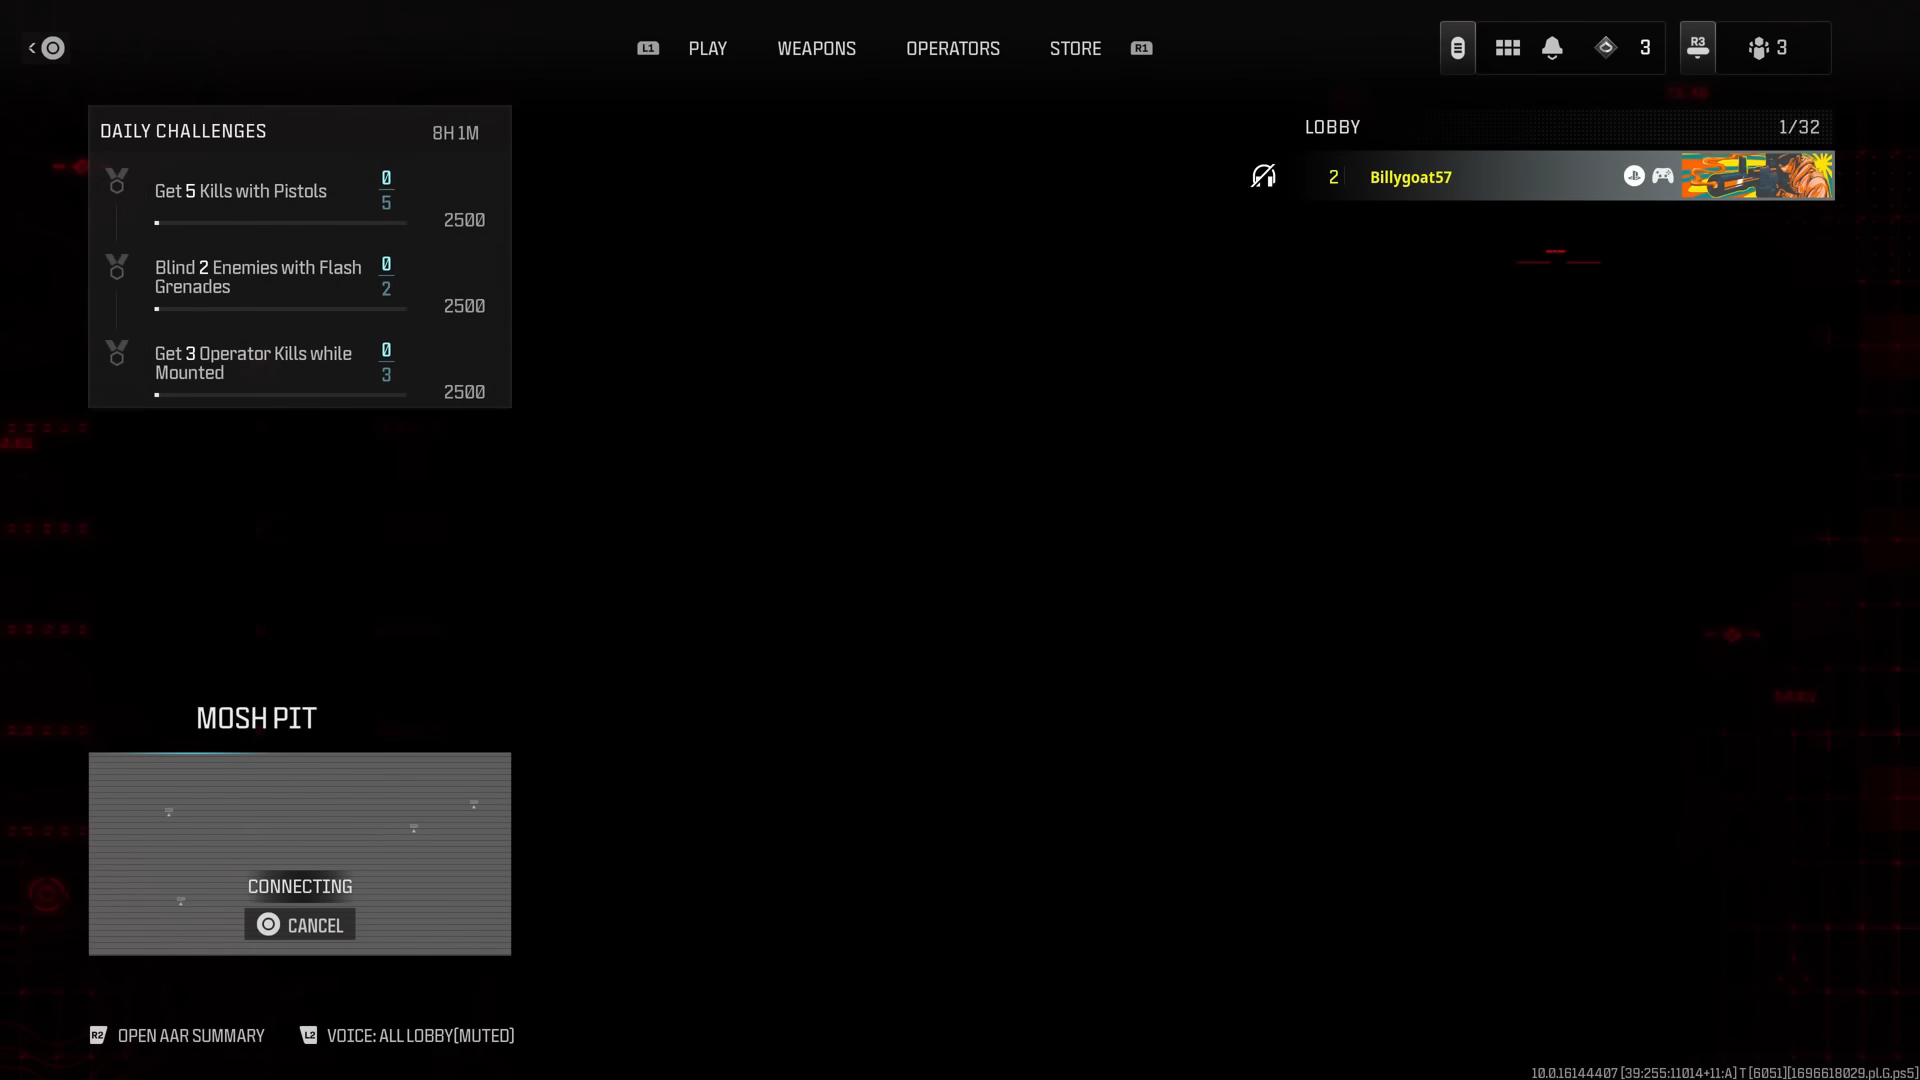 L1 PLAY WEAPONS OPERATORS STORE R1
3
R3
3
DAILY CHALLENGES 8H 1M
Get 5 Kills with Pistols
0
5
2500
Blind 2 Enemies with Flash
Grenades
0
2
2500
Get 3 Operator Kills while
Mounted
0
3
2500
LOBBY 1/32
2 Billygoat57
MOSH PIT
CONNECTING
CANCEL
R2 OPEN AAR SUMMARY L2 VOICE: ALL LOBBY(MUTED)
10.0.16144407 [39:255:11014+11:A] T [6051][1696618029.pl.G.ps5]